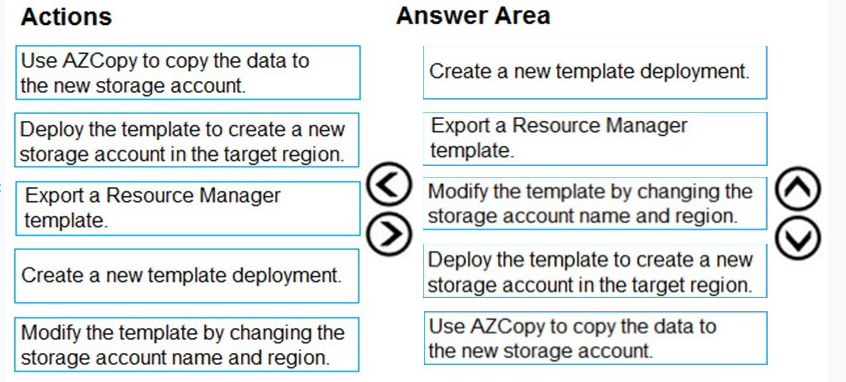 Actions
Answer Area
Use AZCopy to copy the data to
the new storage account.
Deploy the template to create a new
storage account in the target region.
Export a Resource Manager
template.
Create a new template deployment.
Modify the template by changing the
storage account name and region.
Create a new template deployment.
Export a Resource Manager
template.
Modify the template by changing the
storage account name and region.
Deploy the template to create a new
storage account in the target region.
Use AZCopy to copy the data to
the new storage account.